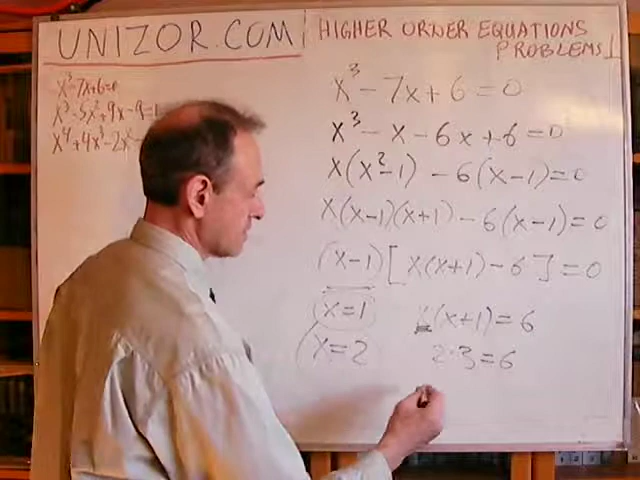 UNIZOR.COM
HIGHER ORDER EQUATIONS
PROBLEMS 1
x³-7x+6=0
x³-5x²+9x-9=
x⁴+4x³-2x²
x³-7x+6=0
x³-x-6x+6=0
x(x²-1)-6(x-1)=0
x(x-1)(x+1)-6(x-1)=0
(x-1)[x(x+1)-6]=0
x=1 x(x+1)=6
x=2 2·3=6